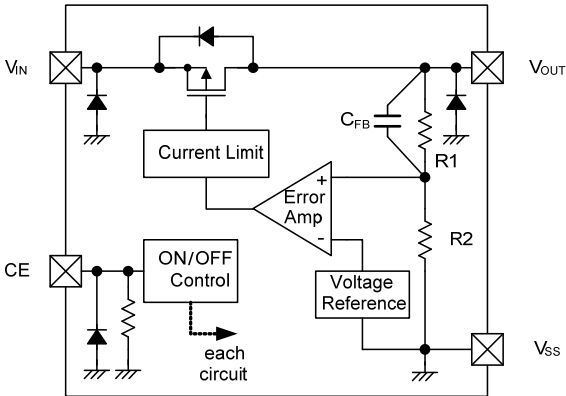 VIN
VOUT
CFB
R1
Current Limit
+
Error
Amp
-
R2
CE
ON/OFF
Control
Voltage
Reference
each
circuit
VSS